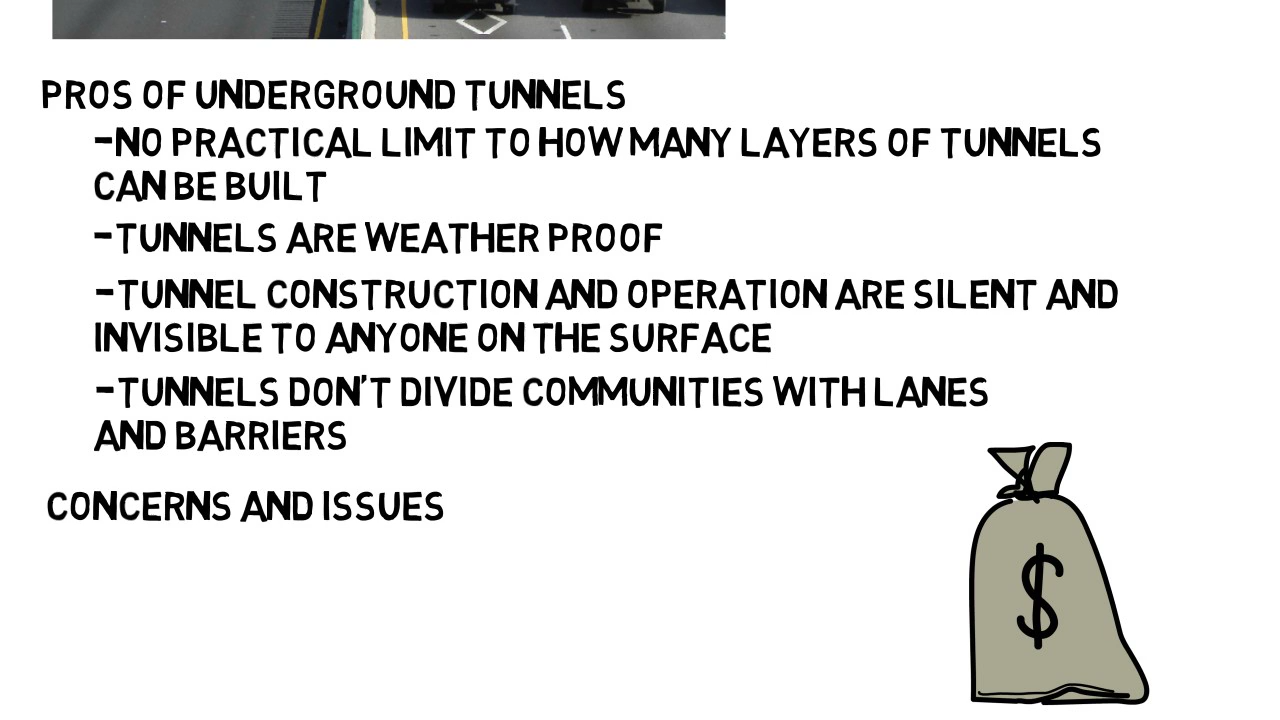 PROS OF UNDERGROUND TUNNELS
-NO PRACTICAL LIMIT TO HOW MANY LAYERS OF TUNNELS
CAN BE BUILT
-TUNNELS ARE WEATHER PROOF
-TUNNEL CONSTRUCTION AND OPERATION ARE SILENT AND
INVISIBLE TO ANYONE ON THE SURFACE
-TUNNELS DON'T DIVIDE COMMUNITIES WITH LANES
AND BARRIERS
CONCERNS AND ISSUES
$